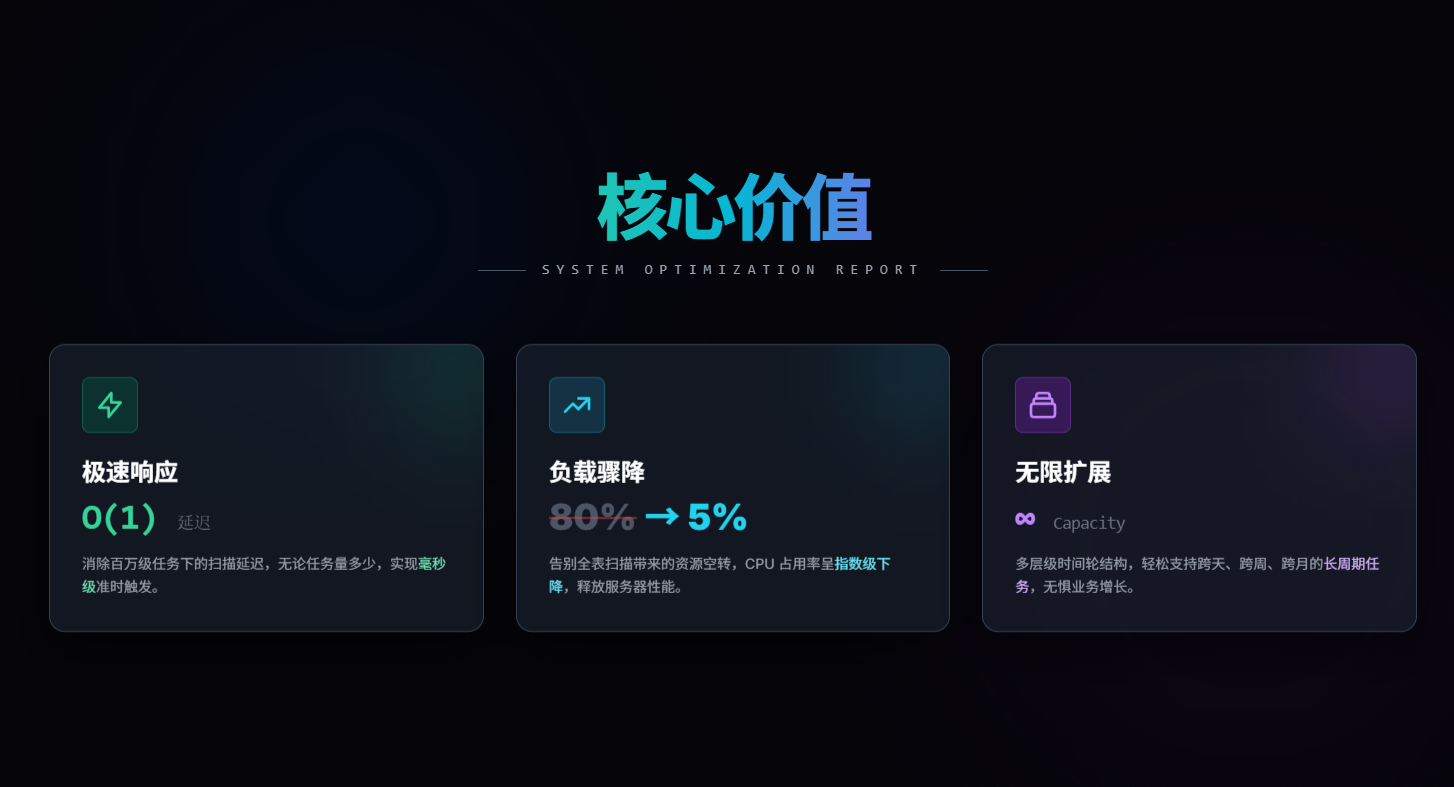 核心价值
SYSTEM OPTIMIZATION REPORT
极速响应
O(1) 延迟
消除百万级任务下的扫描延迟，无论任务量多少，实现毫秒
级准时触发。
负载骤降
80% → 5%
告别全表扫描带来的资源空转，CPU 占用率呈指数级下
降，释放服务器性能。
无限扩展
∞ Capacity
多层级时间轮结构，轻松支持跨天、跨周、跨月的长周期任
务，无惧业务增长。